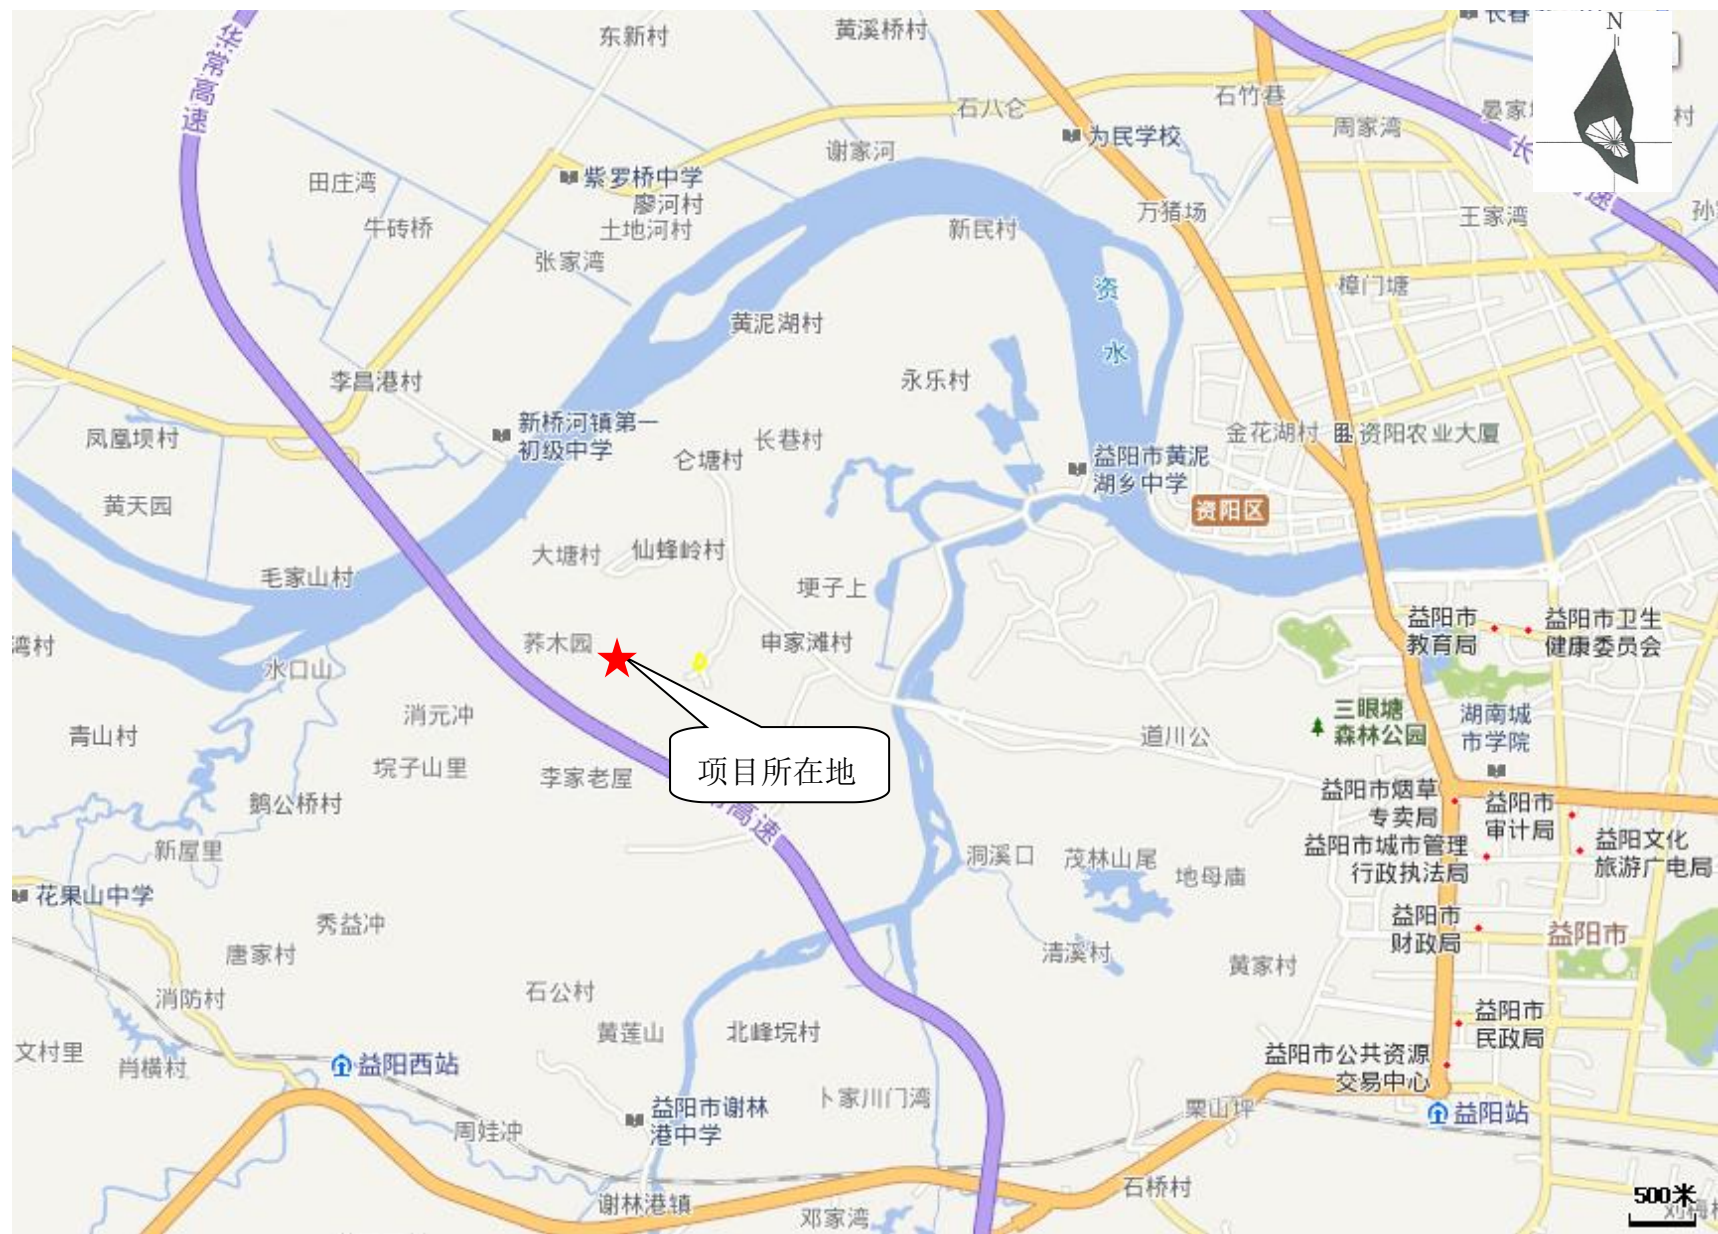 东新村
黄溪桥村
N
华常高速
石八仑
石竹巷
周家湾
为民学校
谢家河
田庄湾
紫罗桥中学
廖河村
土地河村
牛砖桥
张家湾
新民村
万猪场
王家湾
速
樟门塘
资水
黄泥湖村
永乐村
李昌港村
新桥河镇第一
初级中学
长巷村
仑塘村
凤凰坝村
金花湖村
资阳农业大厦
益阳市黄泥
湖乡中学
资阳区
黄天园
大塘村
仙蜂岭村
毛家山村
埂子上
荞木园
申家滩村
益阳市
教育局
益阳市卫生
健康委员会
湾村
水口山
消元冲
青山村
垸子山里
李家老屋
项目所在地
高速
道川公
三眼塘
森林公园
湖南城
市学院
鹅公桥村
新屋里
益阳市烟草
专卖局
益阳市
审计局
益阳市城市管理
行政执法局
益阳文化
旅游广电局
洞溪口
茂林山尾
地母庙
花果山中学
秀益冲
唐家村
益阳市
财政局
益阳市
清溪村
黄家村
消防村
石公村
黄莲山
北峰垸村
益阳市
民政局
文村里
肖横村
益阳西站
益阳市公共资源
交易中心
益阳市谢林
港中学
卜家川门湾
栗山坪
益阳站
周娃冲
石桥村
谢林港镇
邓家湾
500米